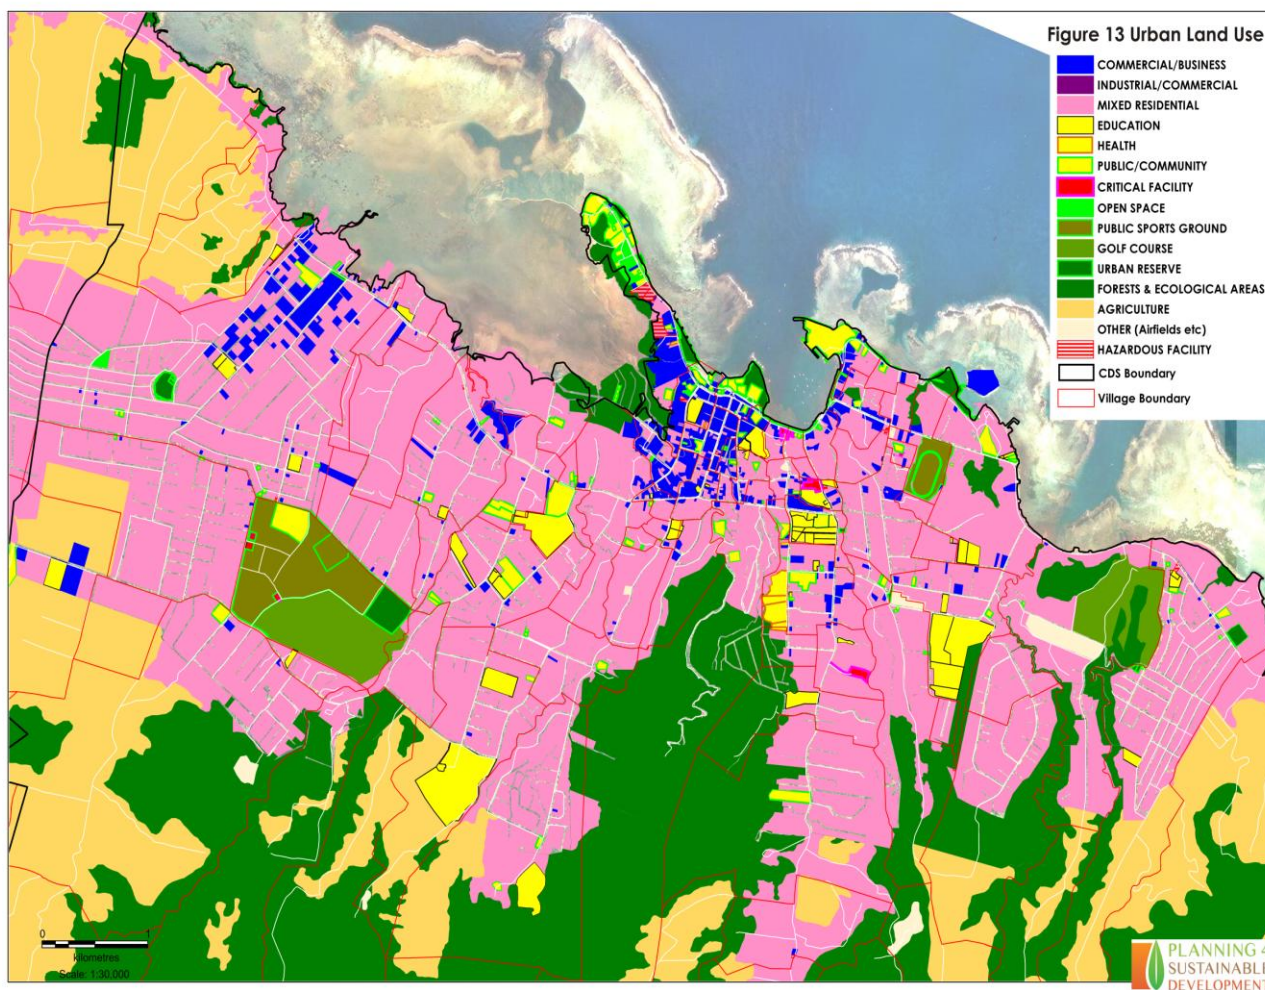 Figure 13 Urban Land Use
COMMERCIAL/BUSINESS
INDUSTRIAL/COMMERCIAL
MIXED RESIDENTIAL
EDUCATION
HEALTH
PUBLIC/COMMUNITY
CRITICAL FACILITY
OPEN SPACE
PUBLIC SPORTS GROUND
GOLF COURSE
URBAN RESERVE
FORESTS & ECOLOGICAL AREAS
AGRICULTURE
OTHER (Airfields etc)
HAZARDOUS FACILITY
CDS Boundary
Village Boundary
0 1
kilometres
Scale: 1:30,000
PLANNING 4
SUSTAINABLE
DEVELOPMENT